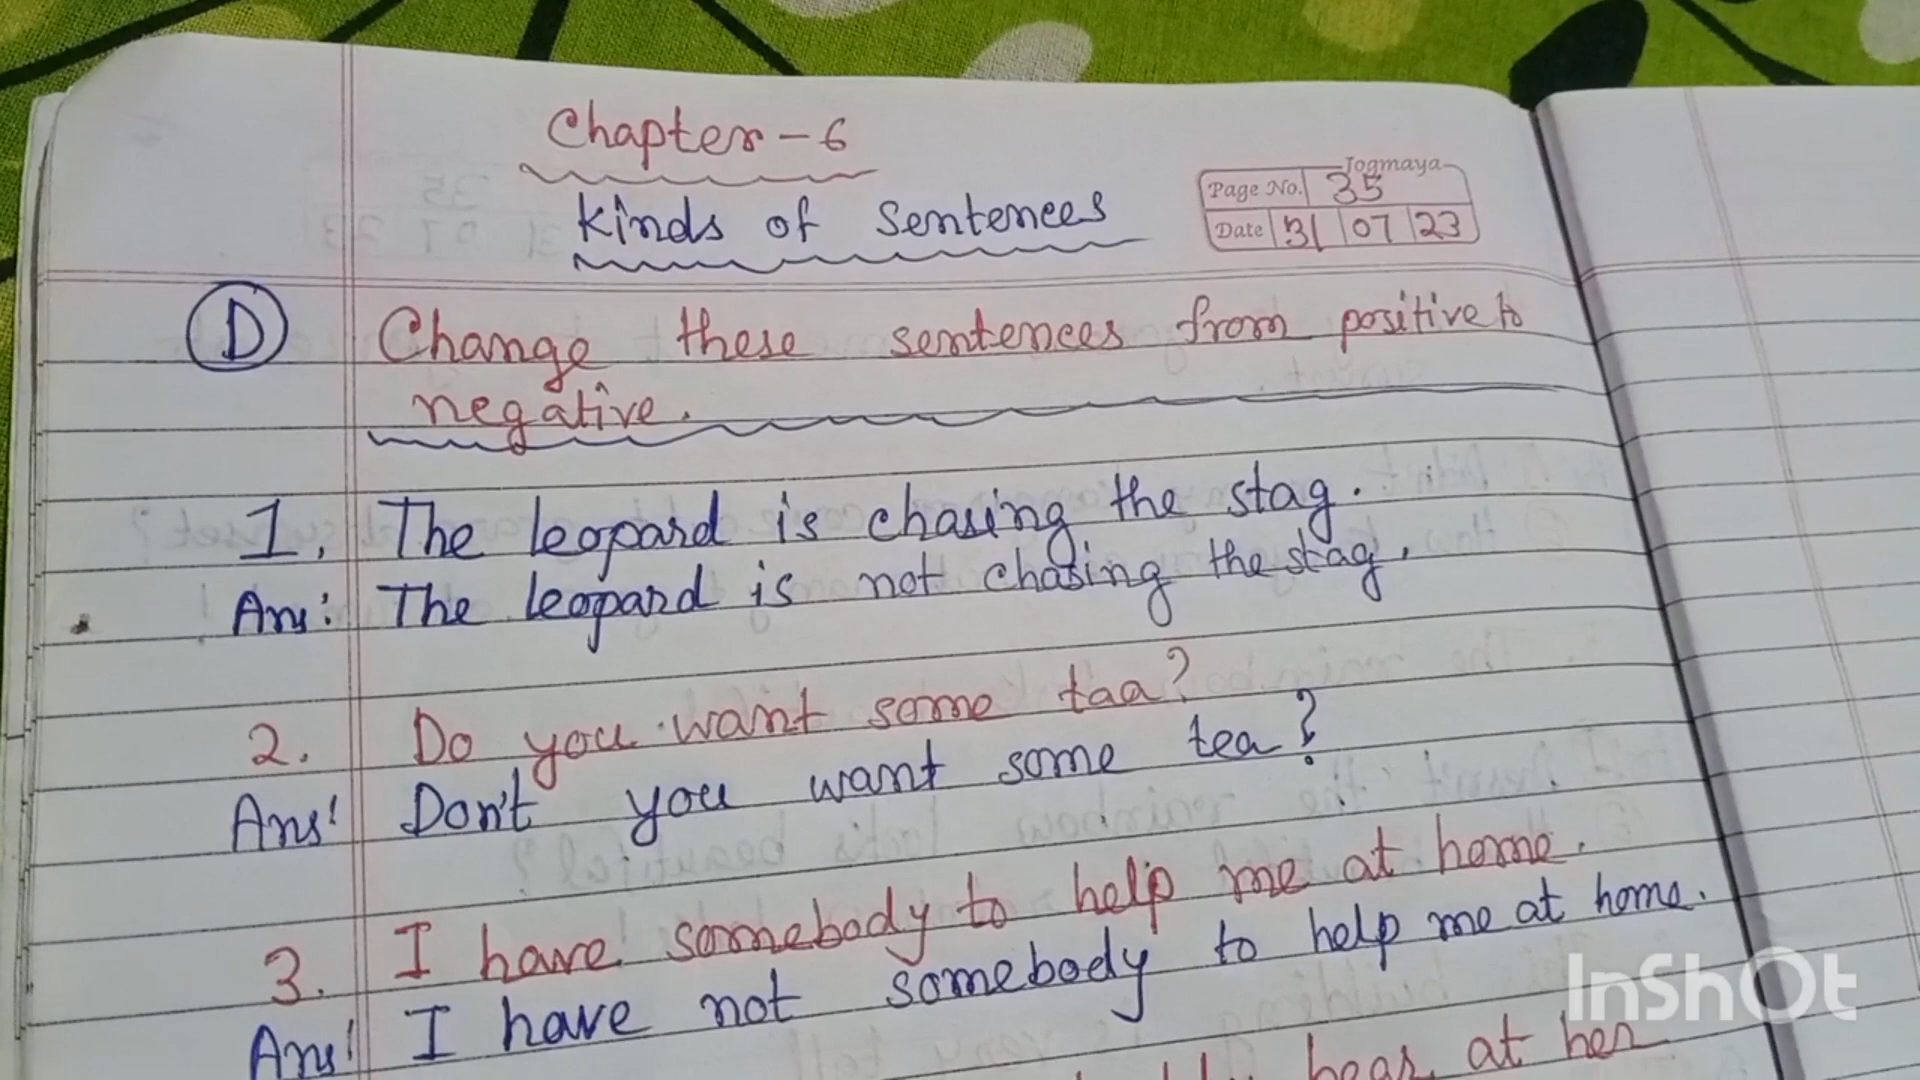 Chapter - 6
Kinds of Sentences
Jogmaya
Page No. 35
Date 31 07 23
D Change these sentences from positive to
negative.
1. The leopard is chasing the stag.
Ans: The leopard is not chasing the stag.
2. Do you want some taa?
Ans: Don't you want some tea?
3. I have somebody to help me at home.
Ans: I have not somebody to help me at home.
at her
InShOt